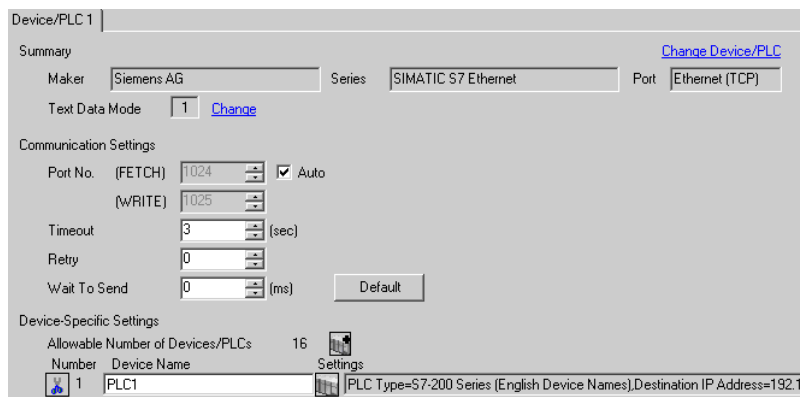 Device/PLC 1
Summary Change Device/PLC
Maker Siemens AG Series SIMATIC S7 Ethernet Port Ethernet (TCP)
Text Data Mode 1 Change
Communication Settings
Port No. (FETCH) 1024 Auto
(WRITE) 1025
Timeout 3 (sec)
Retry 0
Wait To Send 0 (ms) Default
Device-Specific Settings
Allowable Number of Devices/PLCs 16
Number Device Name Settings
1 PLC1 PLC Type=S7-200 Series (English Device Names),Destination IP Address=192.1